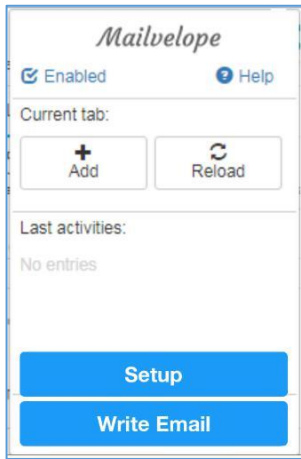 Mailvelope
Enabled Help
Current tab:
Add Reload
Last activities:
No entries
Setup
Write Email